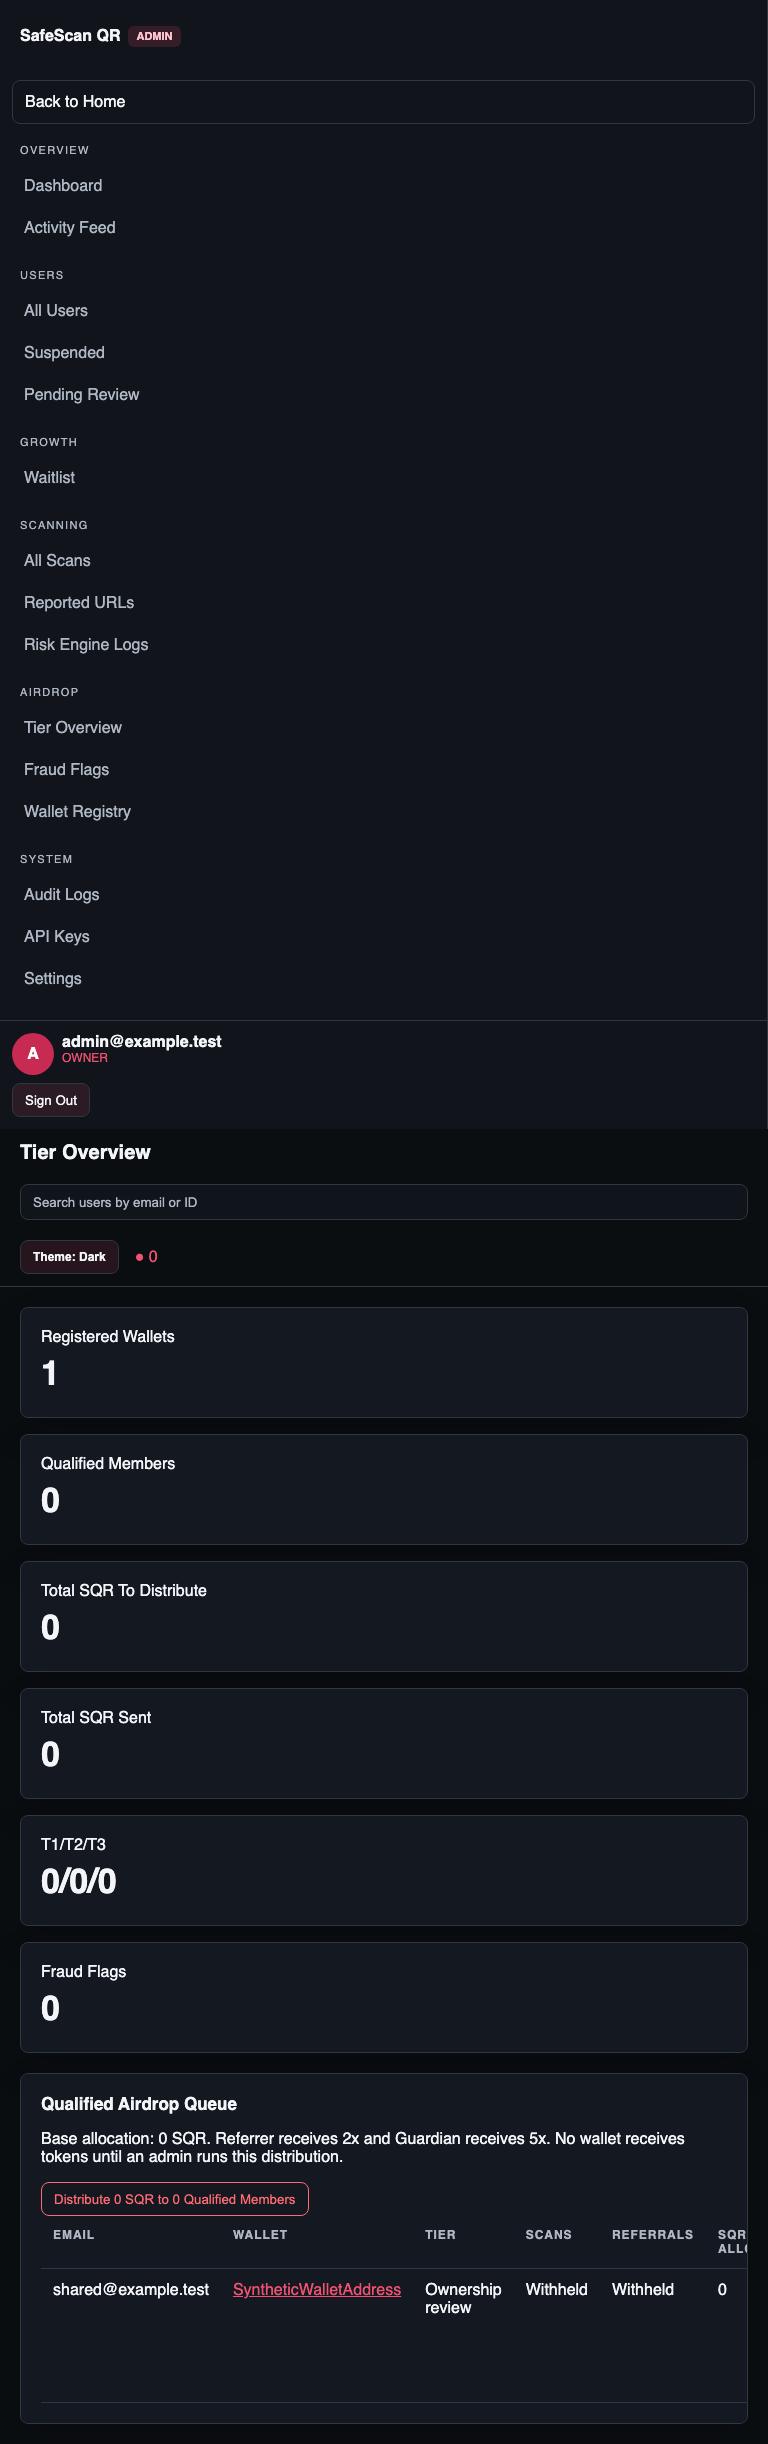 SafeScan QR ADMIN
Back to Home
OVERVIEW
Dashboard
Activity Feed
USERS
All Users
Suspended
Pending Review
GROWTH
Waitlist
SCANNING
All Scans
Reported URLs
Risk Engine Logs
AIRDROP
Tier Overview
Fraud Flags
Wallet Registry
SYSTEM
Audit Logs
API Keys
Settings
A
admin@example.test
OWNER
Sign Out
Tier Overview
Search users by email or ID
Theme: Dark ● 0
Registered Wallets
1
Qualified Members
0
Total SQR To Distribute
0
Total SQR Sent
0
T1/T2/T3
0/0/0
Fraud Flags
0
Qualified Airdrop Queue
Base allocation: 0 SQR. Referrer receives 2x and Guardian receives 5x. No wallet receives
tokens until an admin runs this distribution.
Distribute 0 SQR to 0 Qualified Members
EMAIL WALLET TIER SCANS REFERRALS SQR
shared@example.test SyntheticWalletAddress Ownership Withheld Withheld 0
review